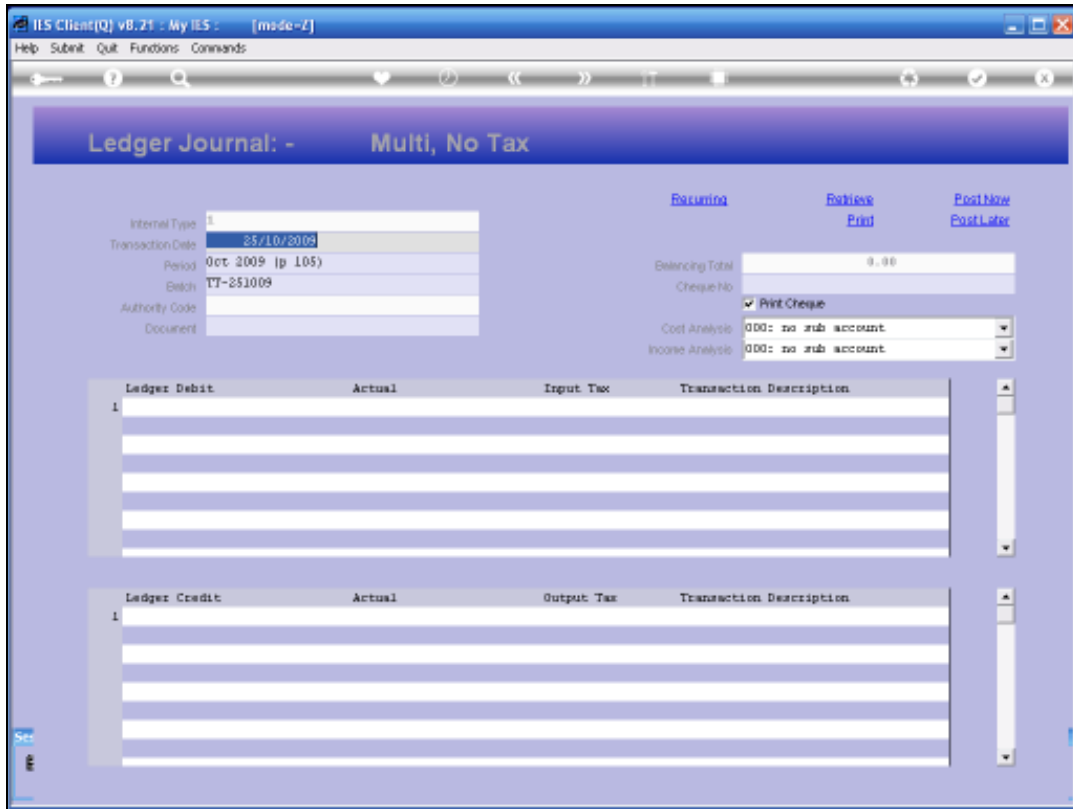 IES Client(Q) v8.21 : My IES : [mode=Z]
Help Submit Quit Functions Commands
Ledger Journal: - Multi, No Tax
Recurring Retrieve Post Now
Print Post Later
Internal Type 1
Transaction Date 25/10/2009
Period Oct 2009 (p 105)
Batch TT-251009
Authority Code
Document
Balancing Total 0.00
Cheque No
Print Cheque
Cost Analysis 000: no sub account
Income Analysis 000: no sub account
Ledger Debit Actual Input Tax Transaction Description
1
Ledger Credit Actual Output Tax Transaction Description
1